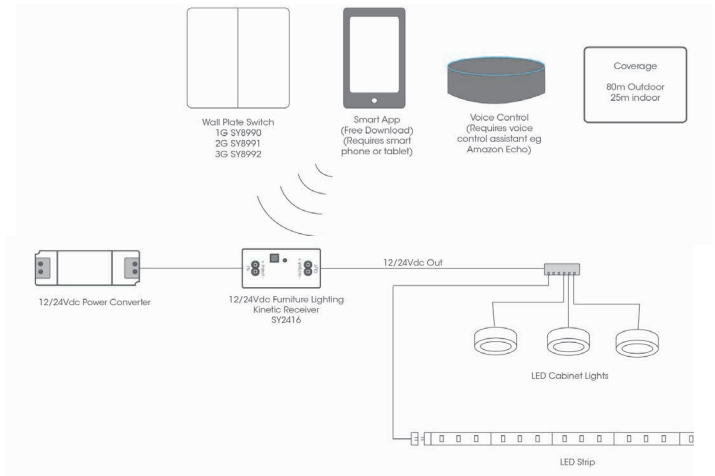 Wall Plate Switch
1G SY8990
2G SY8991
3G SY8992
Smart App
(Free Download)
(Requires smart
phone or tablet)
Voice Control
(Requires voice
control assistant eg
Amazon Echo)
Coverage
80m Outdoor
25m indoor
12/24Vdc Power Converter
12/24Vdc Furniture Lighting
Kinetic Receiver
SY2416
12/24Vdc Out
LED Cabinet Lights
LED Strip